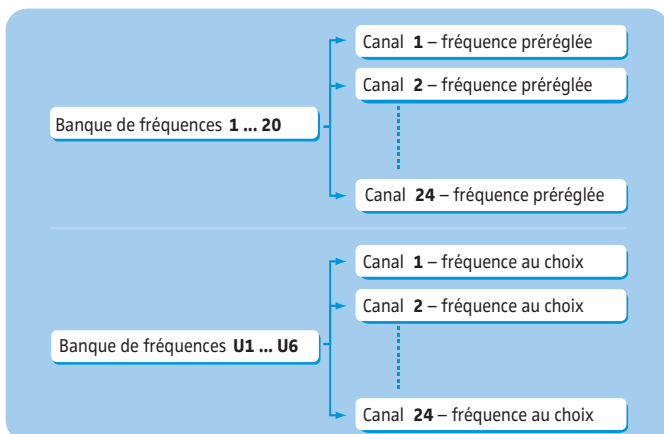 Canal 1 – fréquence préréglée
Canal 2 – fréquence préréglée
Banque de fréquences 1 ... 20
Canal 24 – fréquence préréglée
Canal 1 – fréquence au choix
Canal 2 – fréquence au choix
Banque de fréquences U1 ... U6
Canal 24 – fréquence au choix